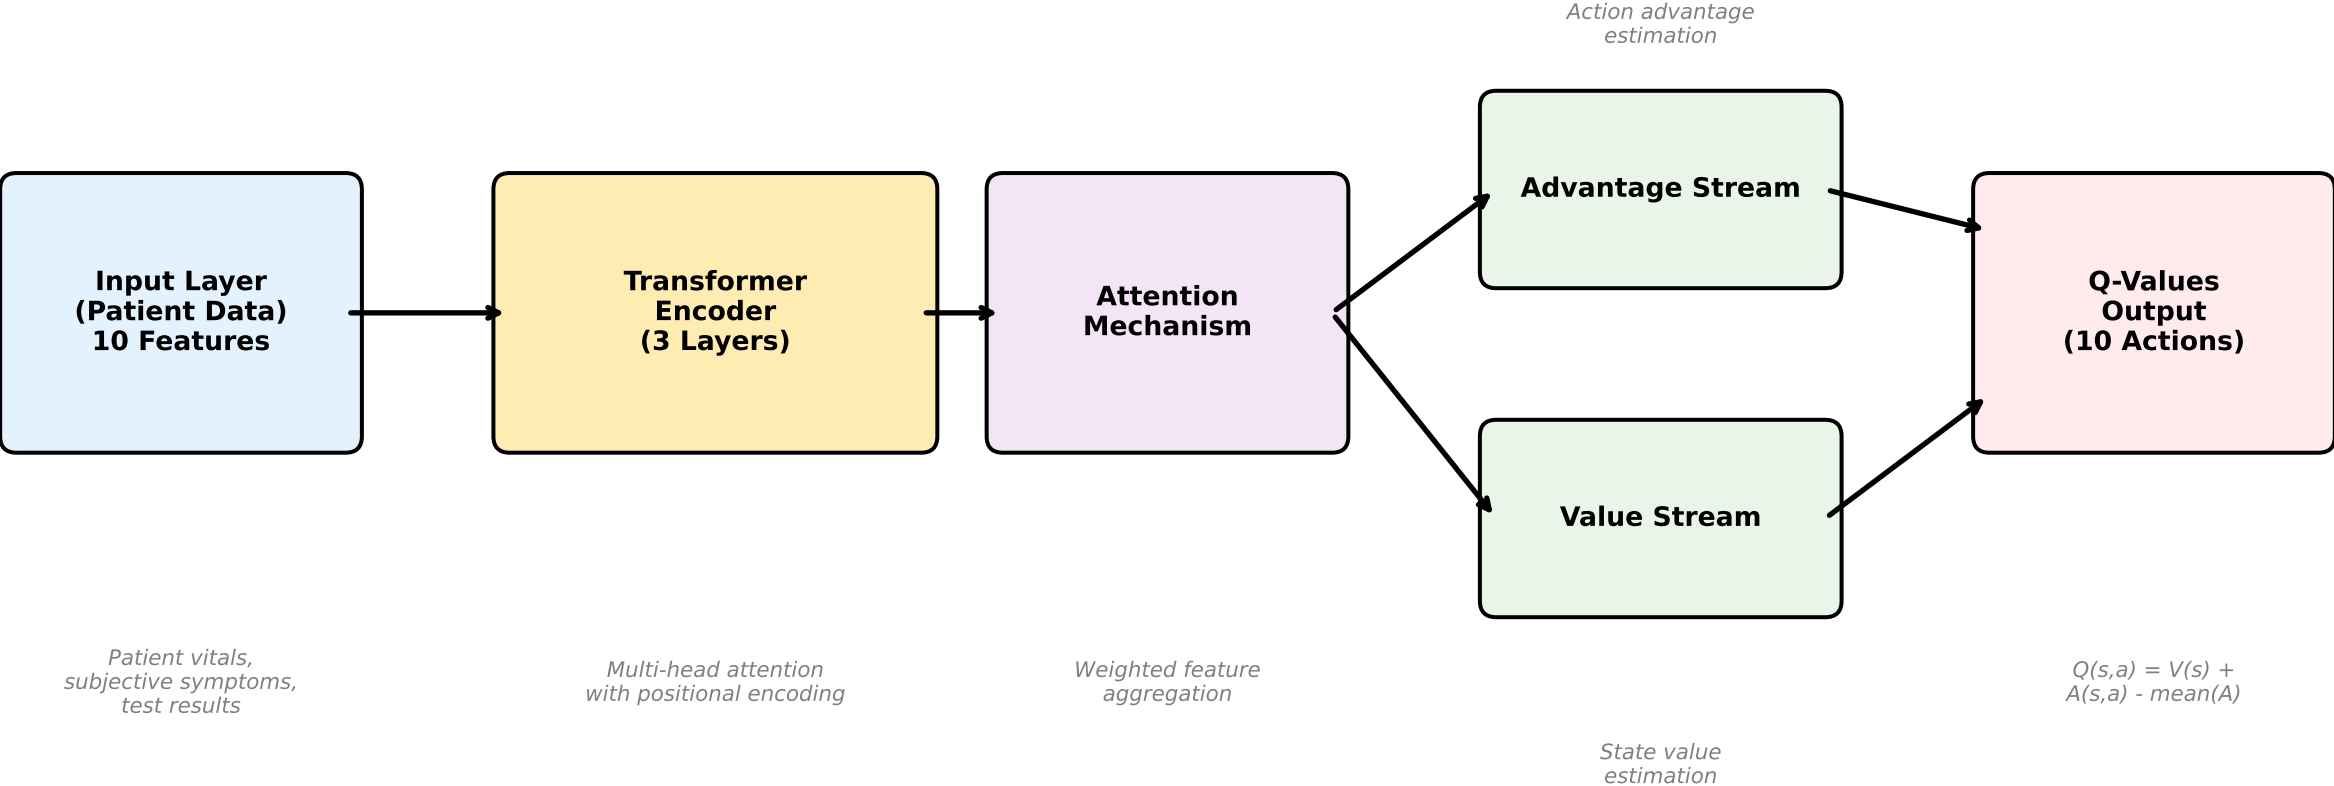 Action advantage
estimation
Input Layer
(Patient Data)
10 Features
Transformer
Encoder
(3 Layers)
Attention
Mechanism
Advantage Stream
Value Stream
Q-Values
Output
(10 Actions)
Patient vitals,
subjective symptoms,
test results
Multi-head attention
with positional encoding
Weighted feature
aggregation
State value
estimation
Q(s,a) = V(s) +
A(s,a) - mean(A)